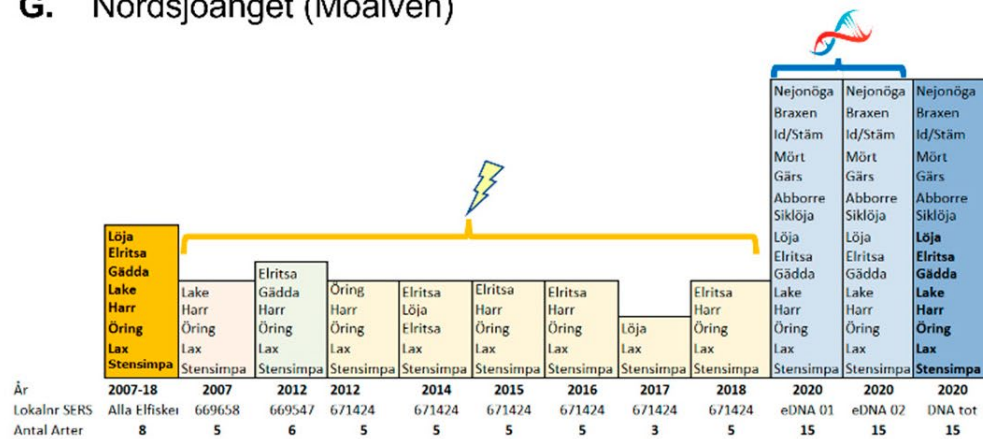 G. Nordsjöänget (Moälven)
Löja
Elritsa
Gädda
Lake
Harr
Öring
Lax
Stensimpa
Lake
Harr
Öring
Lax
Stensimpa
Elritsa
Gädda
Harr
Öring
Lax
Stensimpa
Öring
Harr
Öring
Lax
Stensimpa
Elritsa
Löja
Elritsa
Lax
Stensimpa
Elritsa
Harr
Öring
Lax
Stensimpa
Elritsa
Harr
Öring
Lax
Stensimpa
Löja
Lax
Stensimpa
Elritsa
Harr
Öring
Lax
Stensimpa
Nejonöga
Braxen
Id/Stäm
Mört
Gärs
Abborre
Siklöja
Löja
Elritsa
Gädda
Lake
Harr
Öring
Lax
Stensimpa
Nejonöga
Braxen
Id/Stäm
Mört
Gärs
Abborre
Siklöja
Löja
Elritsa
Gädda
Lake
Harr
Öring
Lax
Stensimpa
Nejonöga
Braxen
Id/Stäm
Mört
Gärs
Abborre
Siklöja
Löja
Elritsa
Gädda
Lake
Harr
Öring
Lax
Stensimpa
År 2007-18 2007 2012 2012 2014 2015 2016 2017 2018 2020 2020 2020
Lokalnr SERS Alla Elfisker 669658 669547 671424 671424 671424 671424 671424 671424 eDNA 01 eDNA 02 DNA tot
Antal Arter 8 5 6 5 5 5 5 3 5 15 15 15